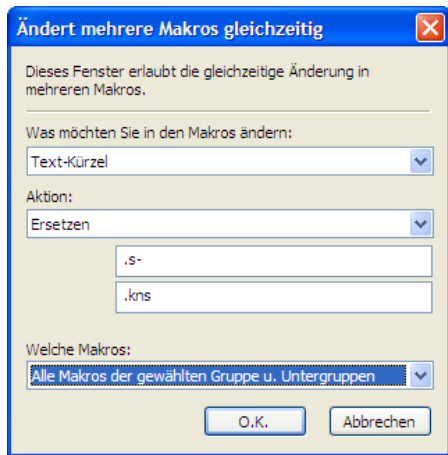 Ändert mehrere Makros gleichzeitig
Dieses Fenster erlaubt die gleichzeitige Änderung in
mehreren Makros.
Was möchten Sie in den Makros ändern:
Text-Kürzel
Aktion:
Ersetzen
.s-
.kns
Welche Makros:
Alle Makros der gewählten Gruppe u. Untergruppen
O.K. Abbrechen